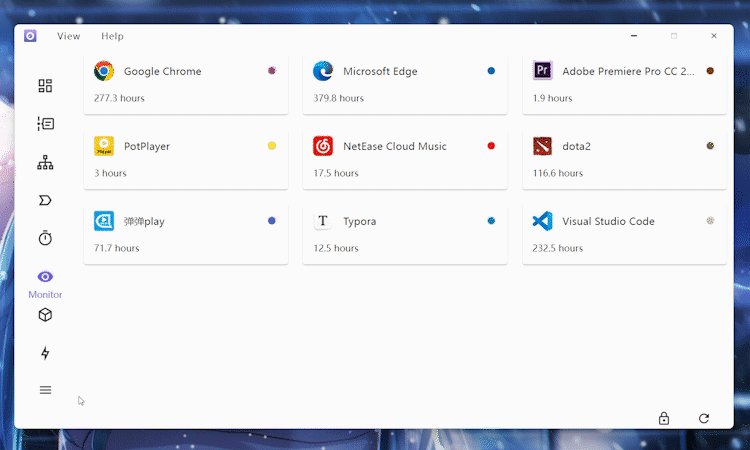 View Help
Google Chrome
277.3 hours
Microsoft Edge
379.8 hours
Pr
Adobe Premiere Pro CC 2...
1.9 hours
PotPlayer
3 hours
NetEase Cloud Music
17.5 hours
dota2
116.6 hours
弹弹play
71.7 hours
T
Typora
12.5 hours
Visual Studio Code
232.5 hours
Monitor